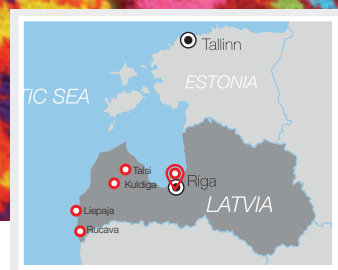 Tallinn
ESTONIA
TIC SEA
Talsi
Kuldiga
Riga
LATVIA
Liepaja
Rucava